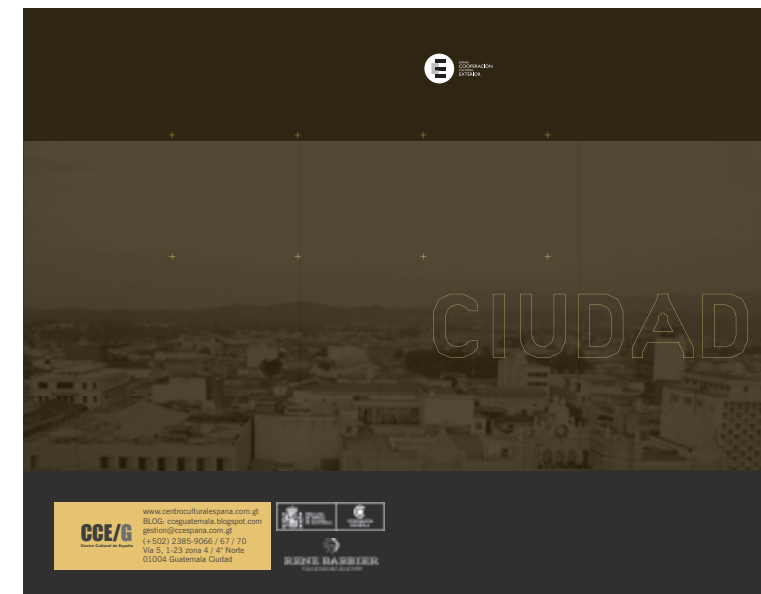 COOPERACIÓN
EXTERIOR
CIUDAD
CCE/G
Centro Cultural de España
www.centroculturalespana.com.gt
BLOG: cceguatemala.blogspot.com
gestion@ccespana.com.gt
(+502) 2385-9066 / 67 / 70
Vía 5, 1-23 zona 4 / 4° Norte
01004 Guatemala Ciudad
RENE BARBIER